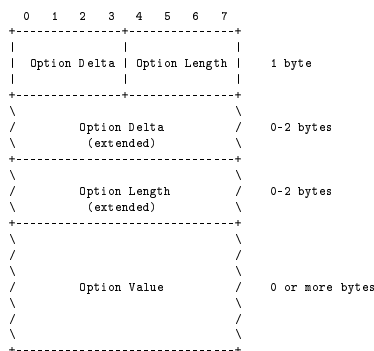 0 1 2 3 4 5 6 7
Option Delta | Option Length 1 byte
Option Delta 0-2 bytes
(extended)
Option Length 0-2 bytes
(extended)
Option Value 0 or more bytes